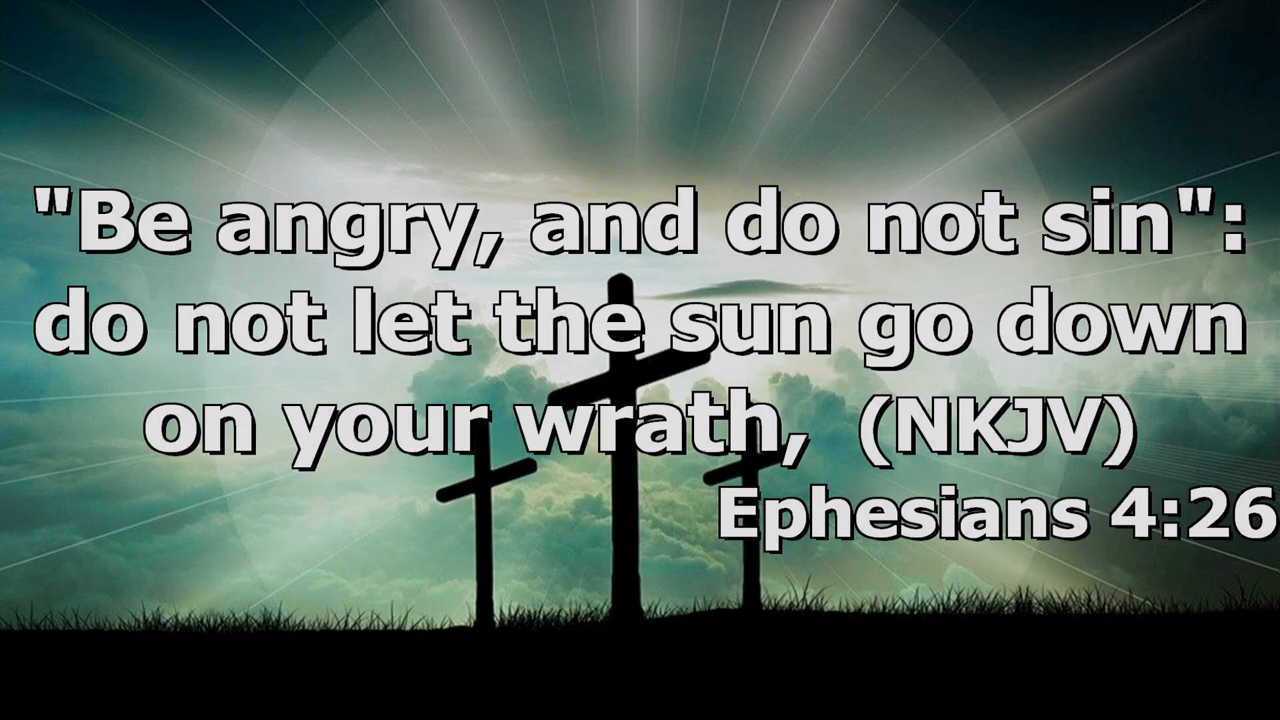 "Be angry, and do not sin":
do not let the sun go down
on your wrath,  (NKJV)
Ephesians 4:26